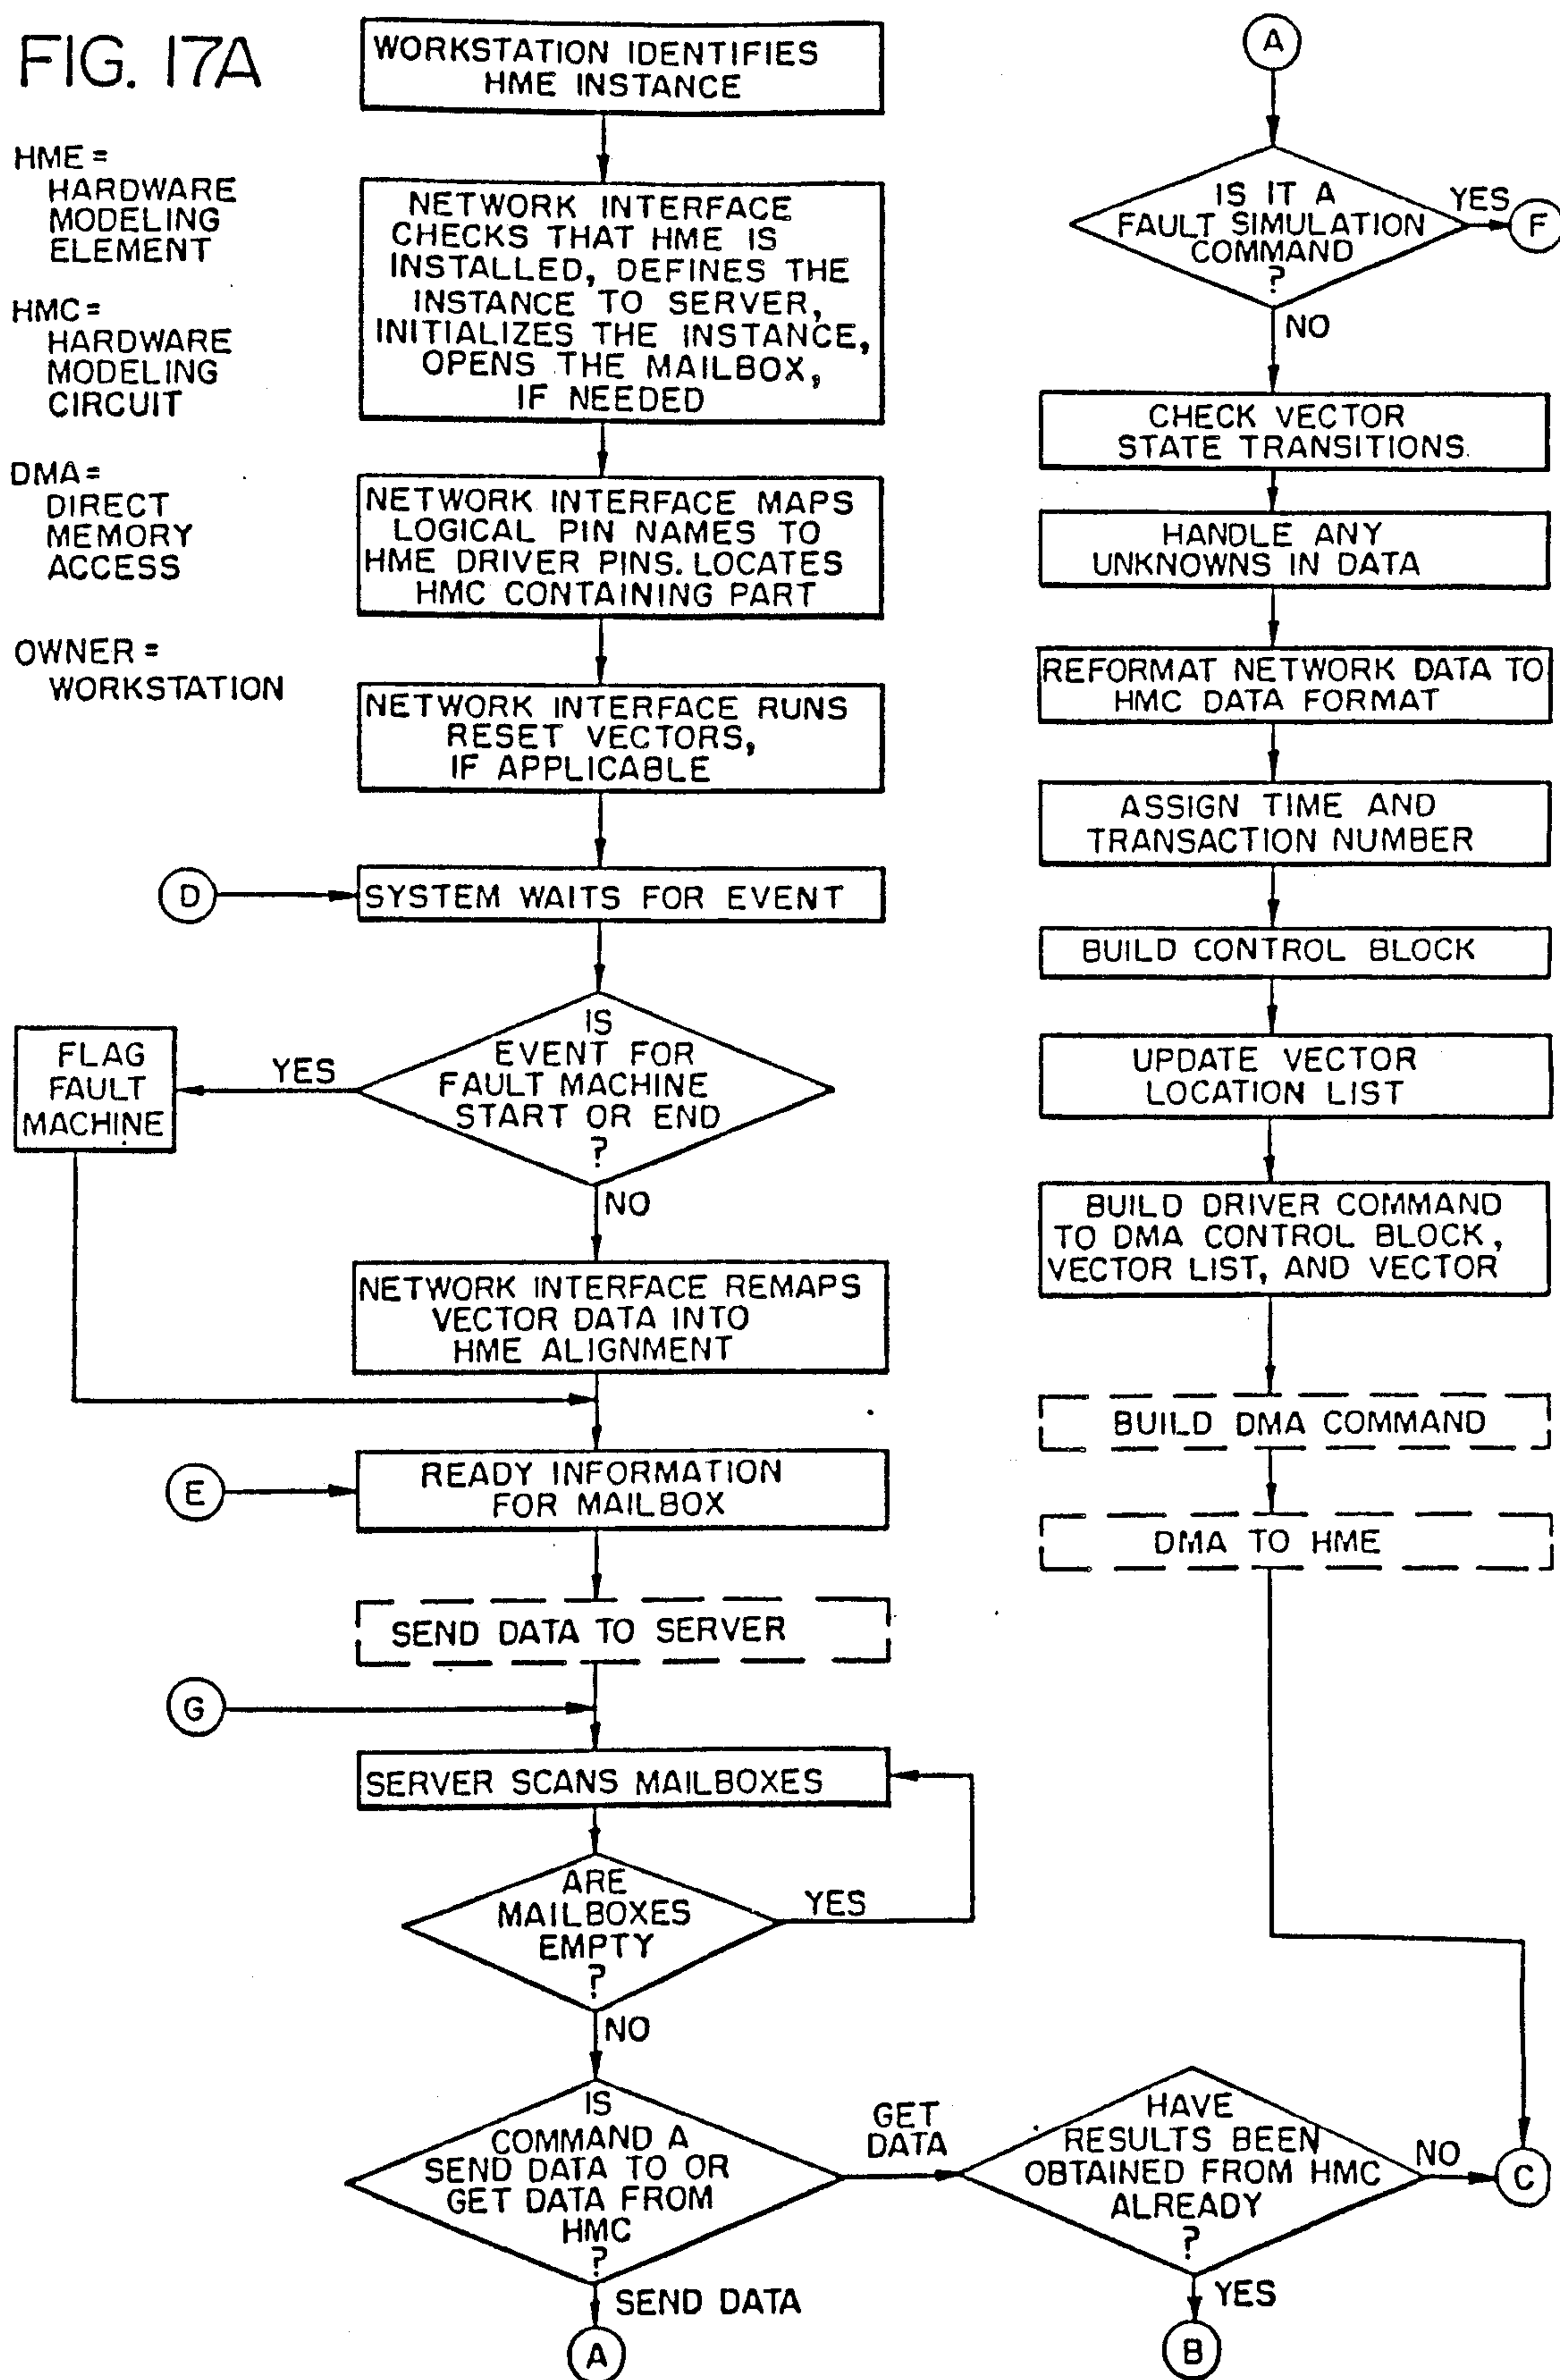 FIG. 17A
HME =
HARDWARE
MODELING
ELEMENT
HMC =
HARDWARE
MODELING
CIRCUIT
DMA =
DIRECT
MEMORY
ACCESS
OWNER =
WORKSTATION
WORKSTATION IDENTIFIES
HME INSTANCE
NETWORK INTERFACE
CHECKS THAT HME IS
INSTALLED, DEFINES THE
INSTANCE TO SERVER,
INITIALIZES THE INSTANCE,
OPENS THE MAILBOX,
IF NEEDED
NETWORK INTERFACE MAPS
LOGICAL PIN NAMES TO
HME DRIVER PINS. LOCATES
HMC CONTAINING PART
NETWORK INTERFACE RUNS
RESET VECTORS,
IF APPLICABLE
D
SYSTEM WAITS FOR EVENT
IS
EVENT FOR
FAULT MACHINE
START OR END
?
YES
FLAG
FAULT
MACHINE
NO
NETWORK INTERFACE REMAPS
VECTOR DATA INTO
HME ALIGNMENT
E
READY INFORMATION
FOR MAILBOX
SEND DATA TO SERVER
G
SERVER SCANS MAILBOXES
ARE
MAILBOXES
EMPTY
?
YES
NO
IS
COMMAND A
SEND DATA TO OR
GET DATA FROM
HMC
?
SEND DATA
A
GET
DATA
HAVE
RESULTS BEEN
OBTAINED FROM HMC
ALREADY
?
NO
C
YES
B
A
IS IT A
FAULT SIMULATION
COMMAND
?
YES
F
NO
CHECK VECTOR
STATE TRANSITIONS
HANDLE ANY
UNKNOWNS IN DATA
REFORMAT NETWORK DATA TO
HMC DATA FORMAT
ASSIGN TIME AND
TRANSACTION NUMBER
BUILD CONTROL BLOCK
UPDATE VECTOR
LOCATION LIST
BUILD DRIVER COMMAND
TO DMA CONTROL BLOCK,
VECTOR LIST, AND VECTOR
BUILD DMA COMMAND
DMA TO HME